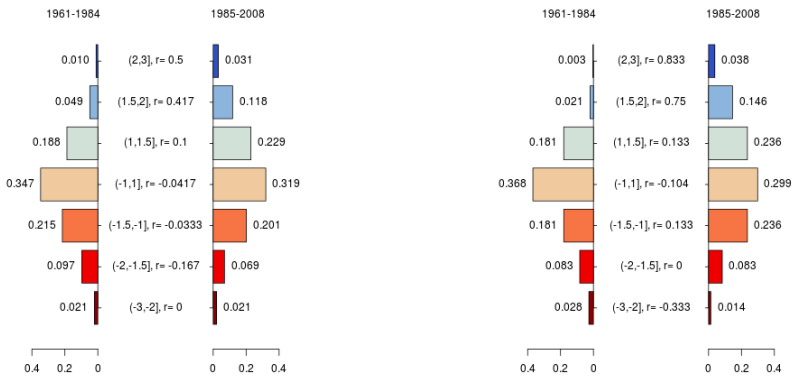 1961-1984 1985-2008
0.010 (2,3], r= 0.5 0.031
0.049 (1.5,2], r= 0.417 0.118
0.188 (1,1.5], r= 0.1 0.229
0.347 (-1,1], r= -0.0417 0.319
0.215 (-1.5,-1], r= -0.0333 0.201
0.097 (-2,-1.5], r= -0.167 0.069
0.021 (-3,-2], r= 0 0.021
0.4 0.2 0 0 0.2 0.4
1961-1984 1985-2008
0.003 (2,3], r= 0.833 0.038
0.021 (1.5,2], r= 0.75 0.146
0.181 (1,1.5], r= 0.133 0.236
0.368 (-1,1], r= -0.104 0.299
0.181 (-1.5,-1], r= 0.133 0.236
0.083 (-2,-1.5], r= 0 0.083
0.028 (-3,-2], r= -0.333 0.014
0.4 0.2 0 0 0.2 0.4